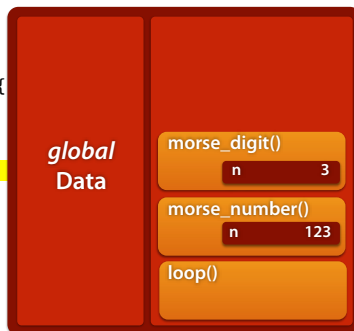 {
global
Data
morse_digit()
n 3
morse_number()
n 123
loop()